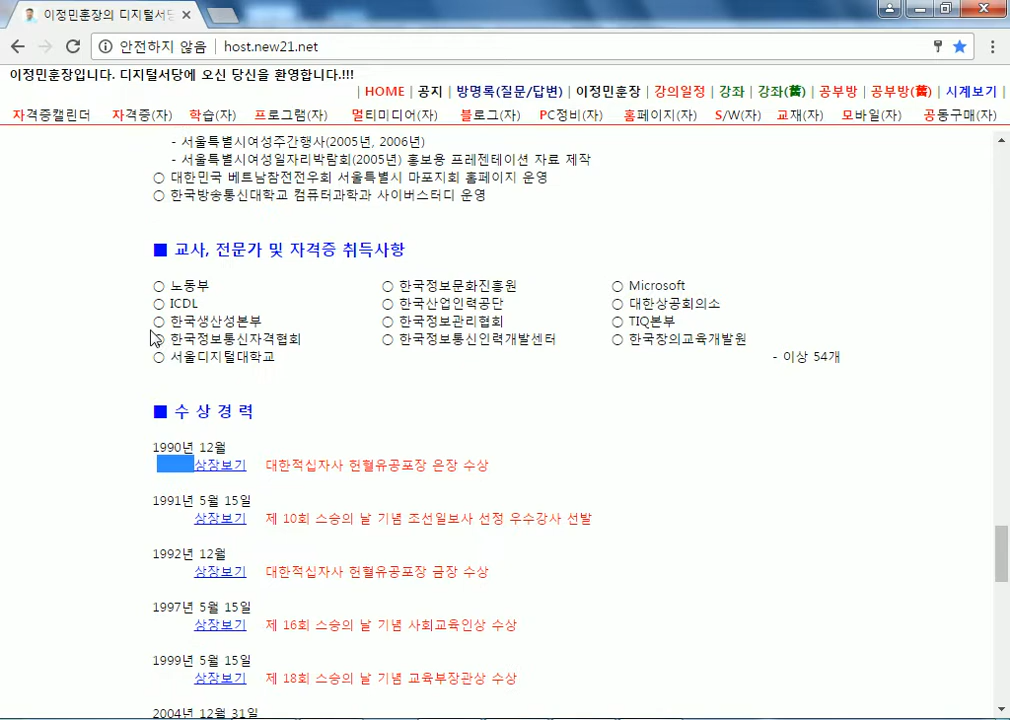 이정민훈장의 디지털서당
안전하지 않음 host.new21.net
이정민훈장입니다. 디지털서당에 오신 당신을 환영합니다.!!!
| HOME | 공지 | 방명록(질문/답변) | 이정민훈장 | 강의일정 | 강좌 | 강좌(舊) | 공부방 | 공부방(舊) | 시계보기 |
자격증캘린더 자격증(자) 학습(자) 프로그램(자) 멀티미디어(자) 블로그(자) PC정비(자) 홈페이지(자) S/W(자) 교재(자) 모바일(자) 공동구매(자)
- 서울특별시여성주간행사(2005년, 2006년)
- 서울특별시여성일자리박람회(2005년) 홍보용 프레젠테이션 자료 제작
○ 대한민국 베트남참전전우회 서울특별시 마포지회 홈페이지 운영
○ 한국방송통신대학교 컴퓨터과학과 사이버스터디 운영
■ 교사, 전문가 및 자격증 취득사항
○ 노동부 ○ 한국정보문화진흥원 ○ Microsoft
○ ICDL ○ 한국산업인력공단 ○ 대한상공회의소
○ 한국생산성본부 ○ 한국정보관리협회 ○ TIQ본부
○ 한국정보통신자격협회 ○ 한국정보통신인력개발센터 ○ 한국창의교육개발원
○ 서울디지털대학교 - 이상 54개
■ 수 상 경 력
1990년 12월
상장보기 대한적십자사 헌혈유공포장 은장 수상
1991년 5월 15일
상장보기 제 10회 스승의 날 기념 조선일보사 선정 우수강사 선발
1992년 12월
상장보기 대한적십자사 헌혈유공포장 금장 수상
1997년 5월 15일
상장보기 제 16회 스승의 날 기념 사회교육인상 수상
1999년 5월 15일
상장보기 제 18회 스승의 날 기념 교육부장관상 수상
2004년 12월 31일